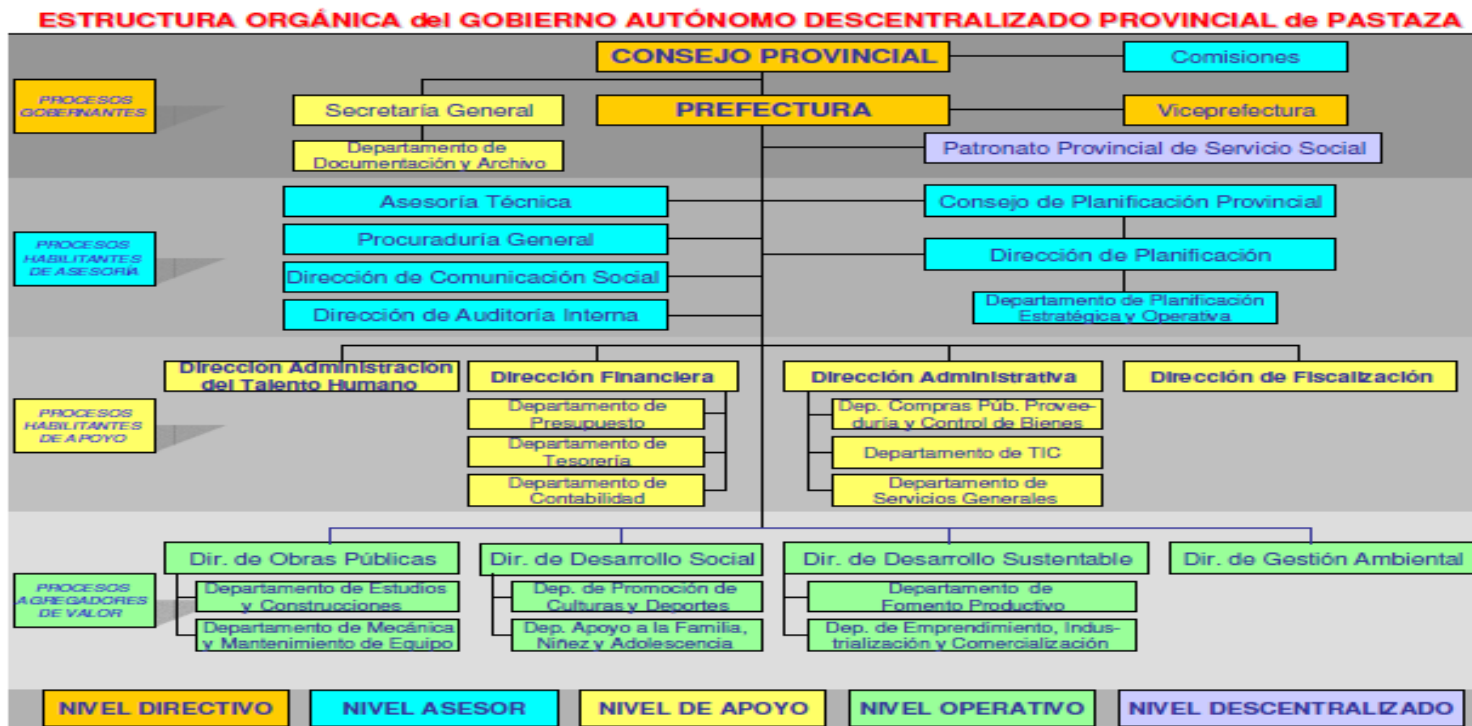 ESTRUCTURA ORGÁNICA del GOBIERNO AUTÓNOMO DESCENTRALIZADO PROVINCIAL de PASTAZA
CONSEJO PROVINCIAL
Comisiones
PROCESOS
GOBERNANTES
Secretaría General
PREFECTURA
Viceprefectura
Departamento de
Documentación y Archivo
Patronato Provincial de Servicio Social
Asesoría Técnica
Consejo de Planificación Provincial
PROCESOS
HABILITANTES
DE ASESORÍA
Procuraduría General
Dirección de Planificación
Dirección de Comunicación Social
Dirección de Auditoría Interna
Departamento de Planificación
Estratégica y Operativa
Dirección Administración
del Talento Humano
Dirección Financiera
Dirección Administrativa
Dirección de Fiscalización
PROCESOS
HABILITANTES
DE APOYO
Departamento de
Presupuesto
Dep. Compras Púb. Provee-
duría y Control de Bienes
Departamento de
Tesorería
Departamento de TIC
Departamento de
Contabilidad
Departamento de
Servicios Generales
Dir. de Obras Públicas
Dir. de Desarrollo Social
Dir. de Desarrollo Sustentable
Dir. de Gestión Ambiental
PROCESOS
AGREGADORES
DE VALOR
Departamento de Estudios
y Construcciones
Dep. de Promoción de
Culturas y Deportes
Departamento de
Fomento Productivo
Departamento de Mecánica
y Mantenimiento de Equipo
Dep. Apoyo a la Familia,
Niñez y Adolescencia
Dep. de Emprendimiento, Indus-
trialización y Comercialización
NIVEL DIRECTIVO
NIVEL ASESOR
NIVEL DE APOYO
NIVEL OPERATIVO
NIVEL DESCENTRALIZADO